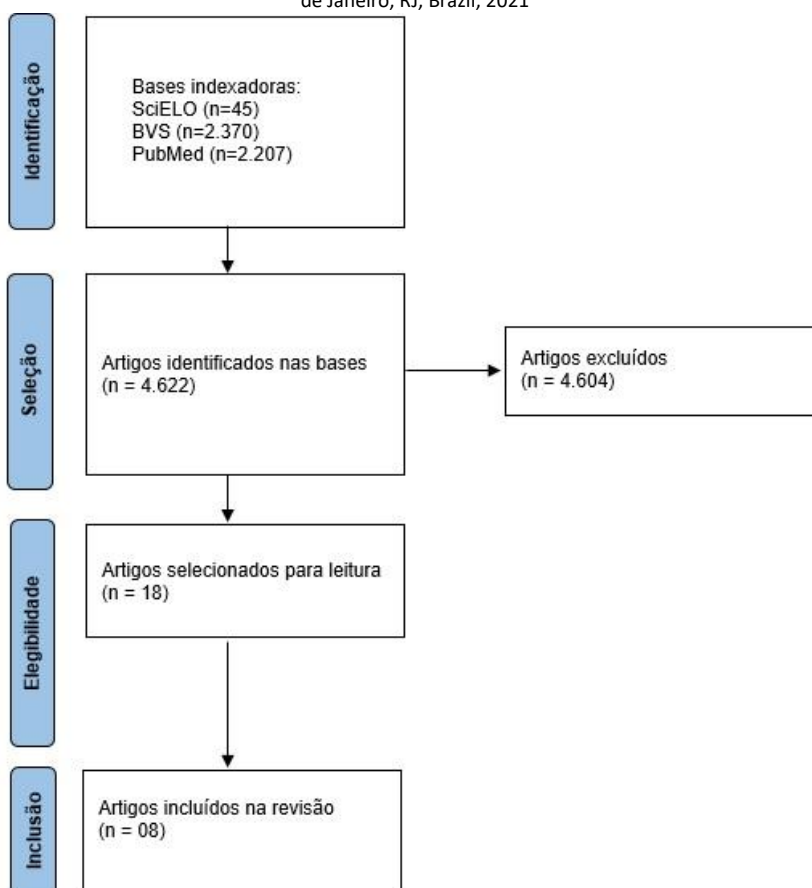 de Janeiro, RJ, Brazil, 2021
Identificação
Bases indexadoras:
SciELO (n=45)
BVS (n=2.370)
PubMed (n=2.207)
Seleção
Artigos identificados nas bases
(n = 4.622)
Artigos excluídos
(n = 4.604)
Elegibilidade
Artigos selecionados para leitura
(n = 18)
Inclusão
Artigos incluídos na revisão
(n = 08)